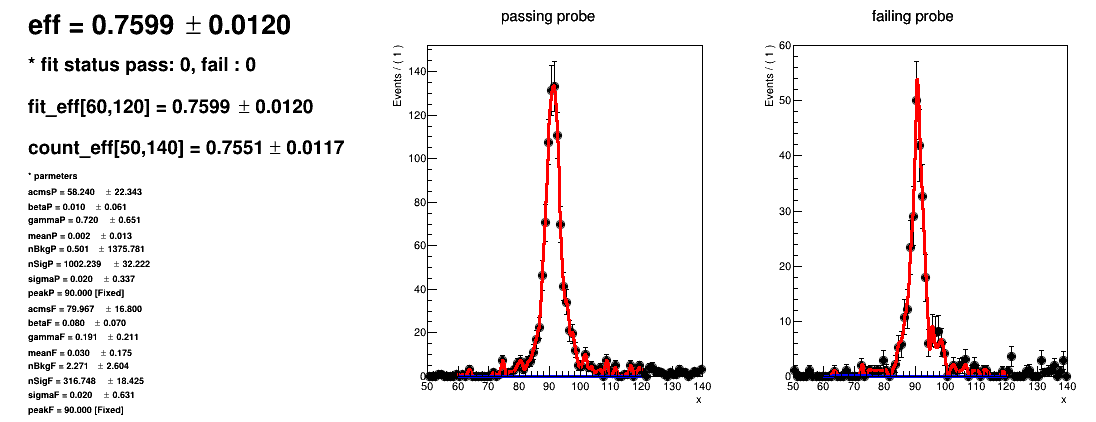 eff = 0.7599 ± 0.0120
* fit status pass: 0, fail : 0
fit_eff[60,120] = 0.7599 ± 0.0120
count_eff[50,140] = 0.7551 ± 0.0117
* parmeters
acmsP = 58.240 ± 22.343
betaP = 0.010 ± 0.061
gammaP = 0.720 ± 0.651
meanP = 0.002 ± 0.013
nBkgP = 0.501 ± 1375.781
nSigP = 1002.239 ± 32.222
sigmaP = 0.020 ± 0.337
peakP = 90.000 [Fixed]
acmsF = 79.967 ± 16.800
betaF = 0.080 ± 0.070
gammaF = 0.191 ± 0.211
meanF = 0.030 ± 0.175
nBkgF = 2.271 ± 2.604
nSigF = 316.748 ± 18.425
sigmaF = 0.020 ± 0.631
peakF = 90.000 [Fixed]
passing probe
Events / ( 1 )
140
120
100
80
60
40
20
0
50 60 70 80 90 100 110 120 130 140
x
failing probe
Events / ( 1 )
60
50
40
30
20
10
0
50 60 70 80 90 100 110 120 130 140
x